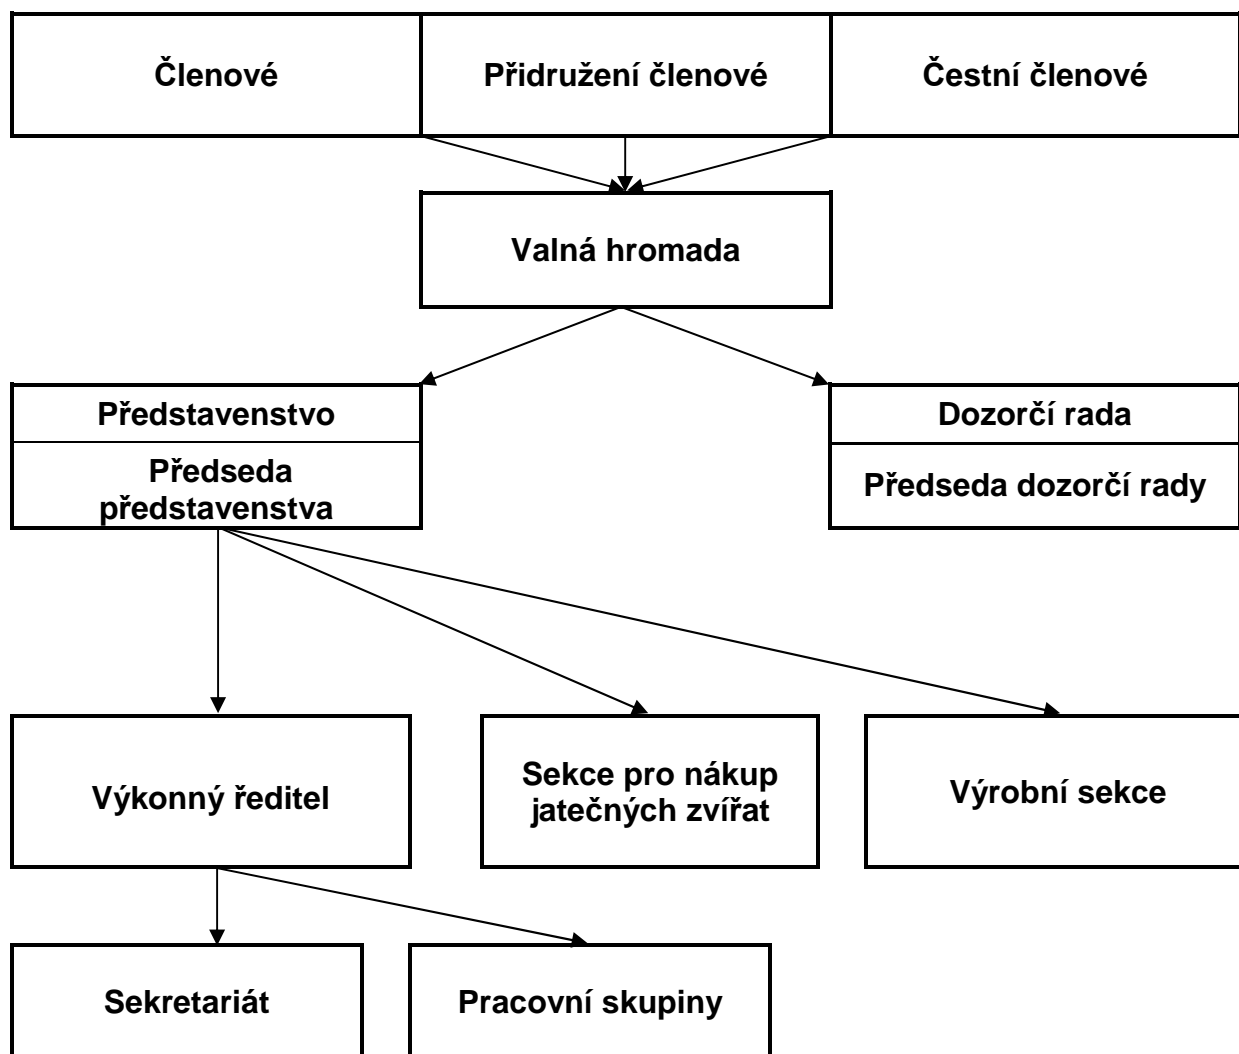 Členové
Přidružení členové
Čestní členové
Valná hromada
Představenstvo
Předseda
představenstva
Dozorčí rada
Předseda dozorčí rady
Výkonný ředitel
Sekce pro nákup
jatečných zvířat
Výrobní sekce
Sekretariát
Pracovní skupiny